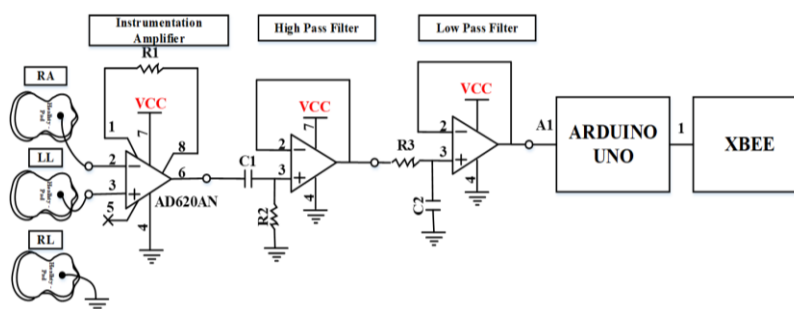 Instrumentation
Amplifier
High Pass Filter
Low Pass Filter
R1
RA
VCC
VCC
VCC
1
7
8
2
3
6
5
4
AD620AN
LL
RL
C1
R2
2
3
7
4
R3
C2
2
3
4
A1
ARDUINO
UNO
1
XBEE